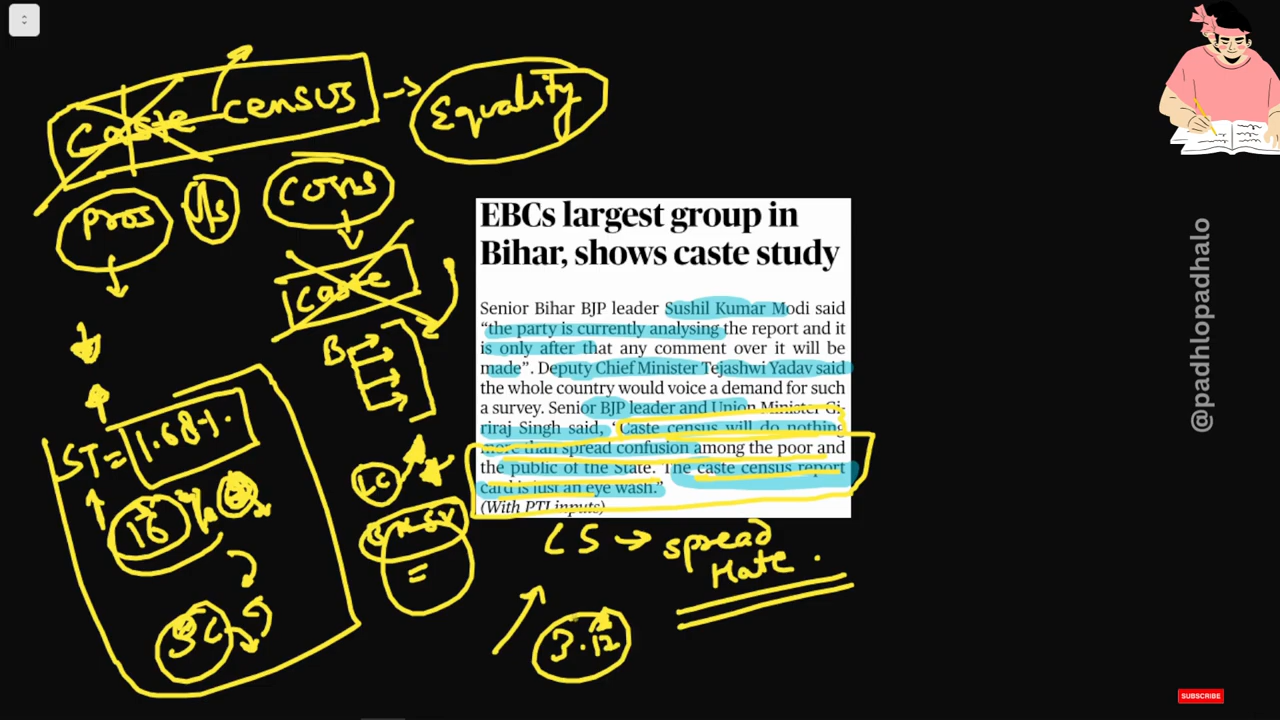 Caste census → Equality
Pros
Cons
Caste
B
EBCs largest group in
Bihar, shows caste study
Senior Bihar BJP leader Sushil Kumar Modi said
“the party is currently analysing the report and it
is only after that any comment over it will be
made”. Deputy Chief Minister Tejashwi Yadav said
the whole country would voice a demand for such
a survey. Senior BJP leader and Union Minister Gi-
riraj Singh said, “Caste census will do nothing
more than spread confusion among the poor and
the public of the State. The caste census report
card is just an eye wash.”
(With PTI inputs)
ST = 1.68%.
16
LC
=
SC
LS → spread
Hate.
3.12
@padhlopadhalo
SUBSCRIBE